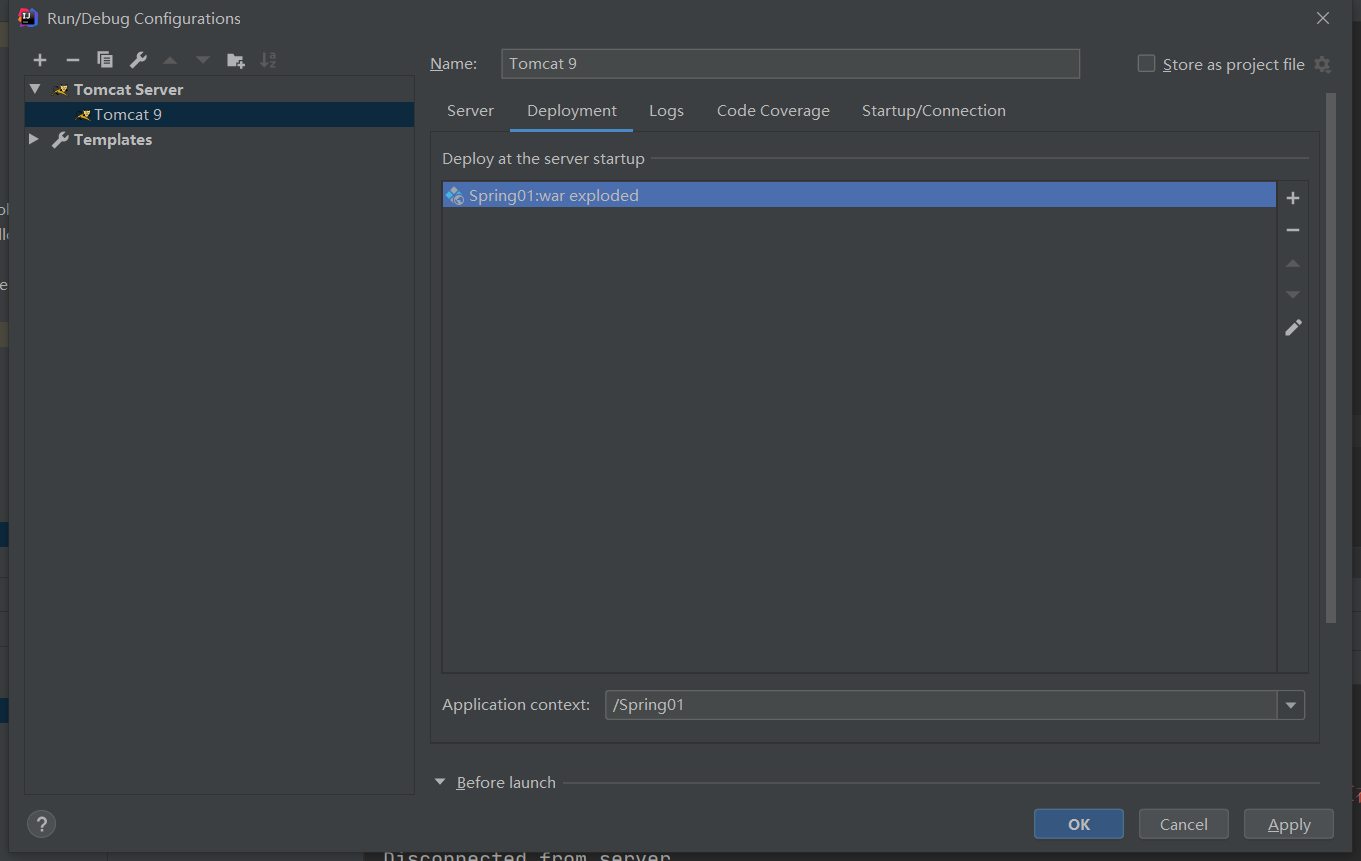 Run/Debug Configurations
Name:
Tomcat 9
Store as project file
Tomcat Server
Tomcat 9
Templates
Server
Deployment
Logs
Code Coverage
Startup/Connection
Deploy at the server startup
Spring01:war exploded
Application context:
/Spring01
Before launch
?
OK
Cancel
Apply
Disconnected from server